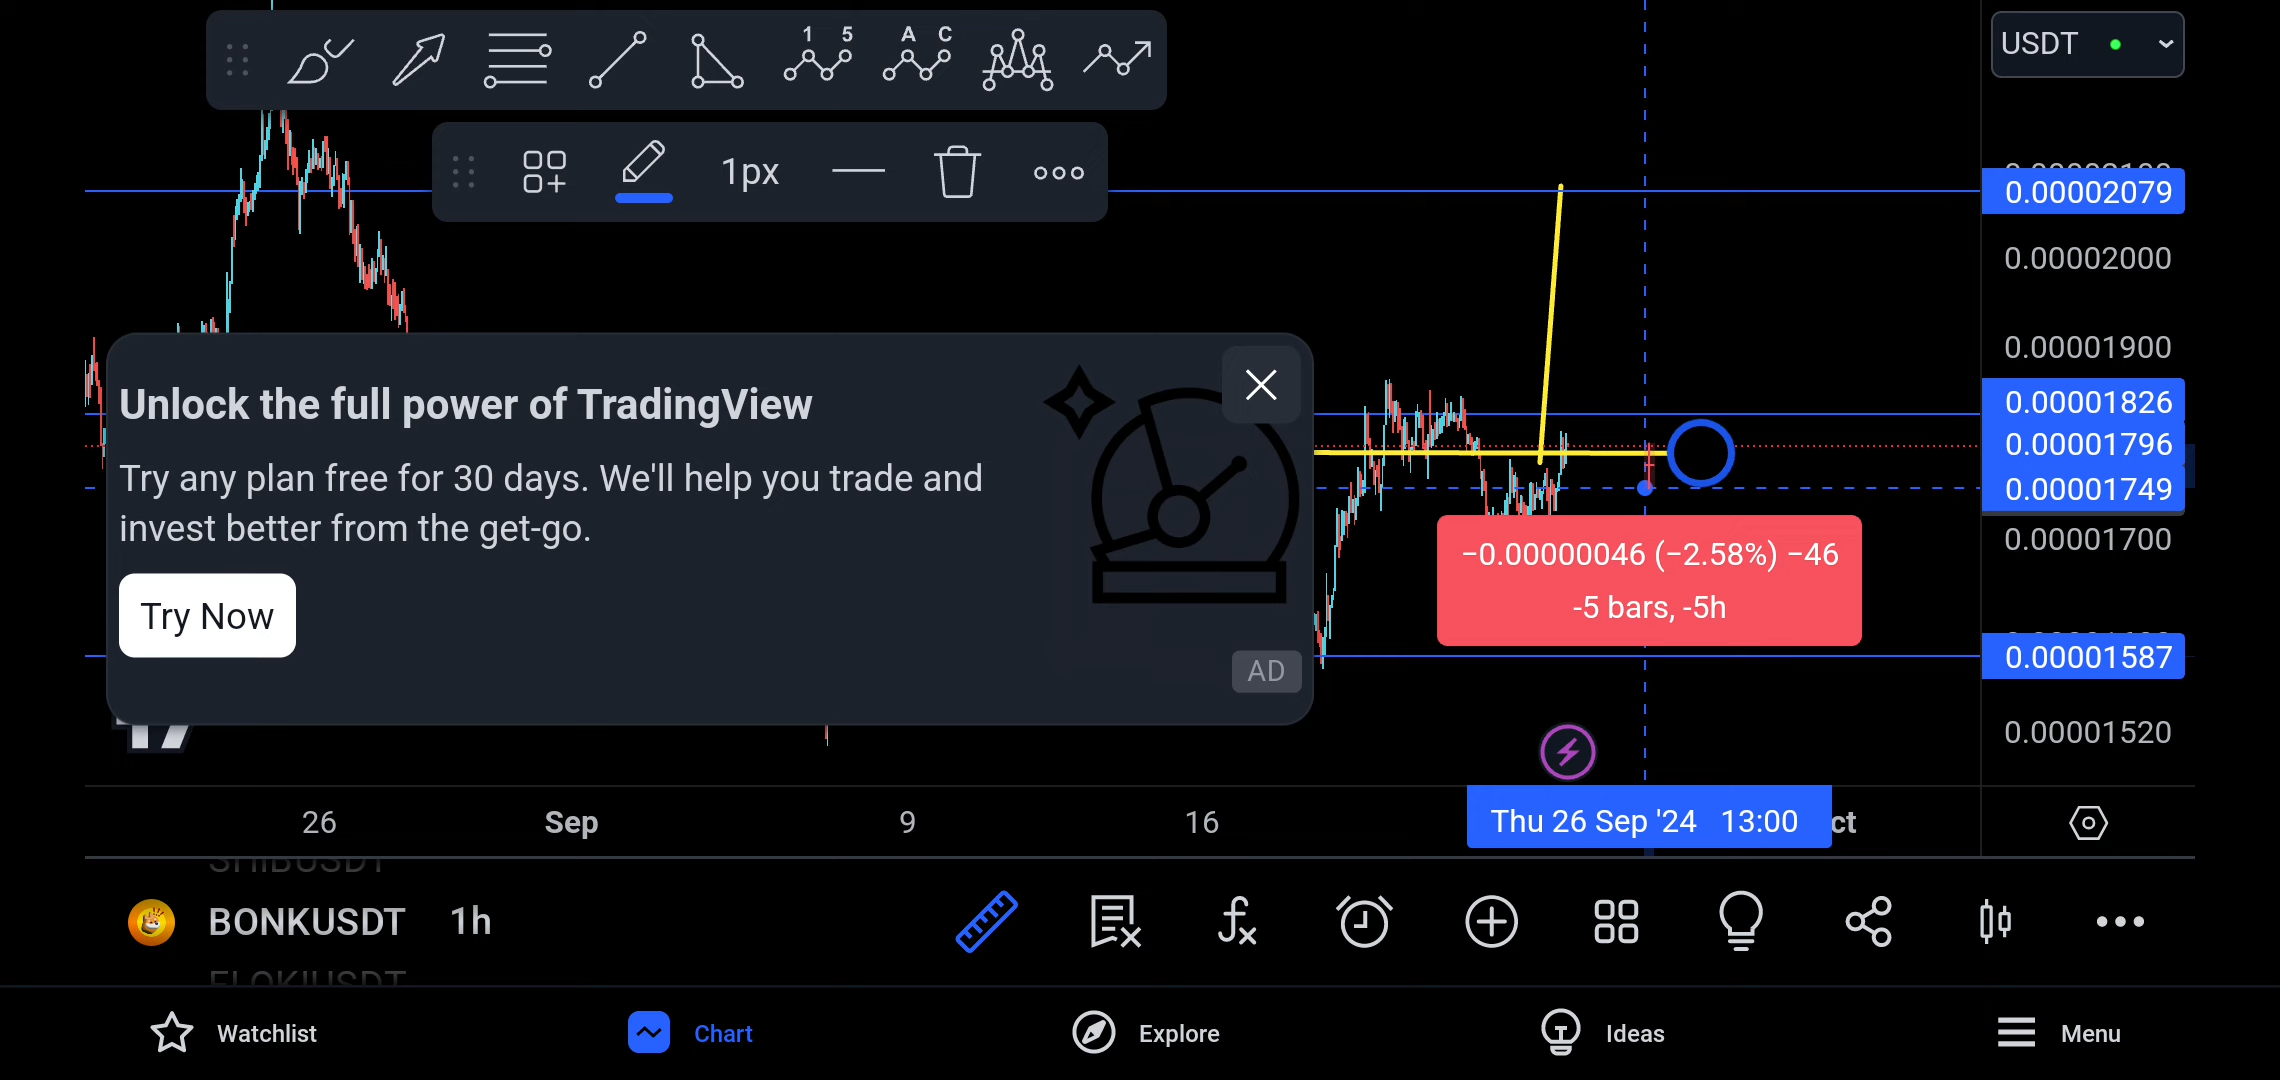 1 5
A C
USDT
1px
0.00002079
0.00002000
0.00001900
0.00001826
0.00001796
0.00001749
0.00001700
0.00001587
0.00001520
Unlock the full power of TradingView
Try any plan free for 30 days. We'll help you trade and
invest better from the get-go.
Try Now
AD
−0.00000046 (−2.58%) −46
-5 bars, -5h
26 Sep 9 16 Thu 26 Sep '24 13:00 ct
SHIBUSDT
BONKUSDT 1h
FLOKIUSDT
Watchlist
Chart
Explore
Ideas
Menu